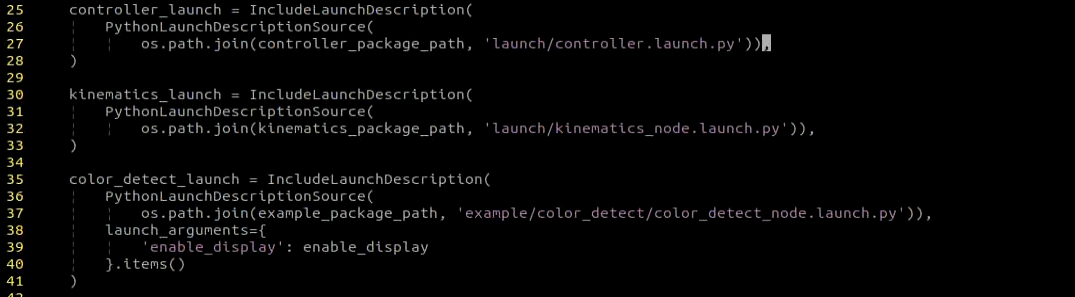 25 controller_launch = IncludeLaunchDescription(
26 PythonLaunchDescriptionSource(
27 os.path.join(controller_package_path, 'launch/controller.launch.py')),
28 )
29
30 kinematics_launch = IncludeLaunchDescription(
31 PythonLaunchDescriptionSource(
32 os.path.join(kinematics_package_path, 'launch/kinematics_node.launch.py')),
33 )
34
35 color_detect_launch = IncludeLaunchDescription(
36 PythonLaunchDescriptionSource(
37 os.path.join(example_package_path, 'example/color_detect/color_detect_node.launch.py')),
38 launch_arguments={
39 'enable_display': enable_display
40 }.items()
41 )
42